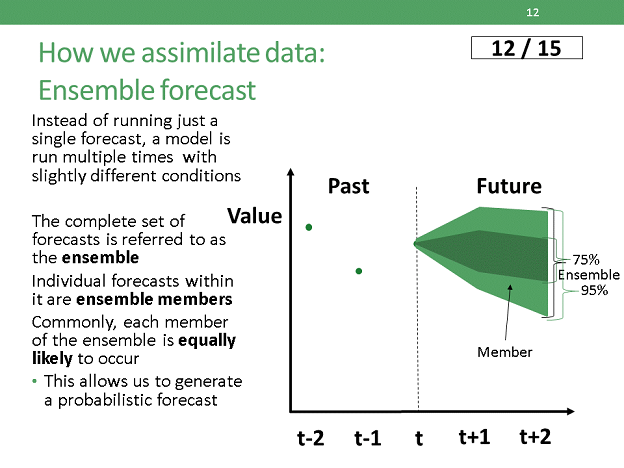 12
How we assimilate data:
Ensemble forecast
12 / 15
Instead of running just a
single forecast, a model is
run multiple times with
slightly different conditions
The complete set of
forecasts is referred to as
the ensemble
Individual forecasts within
it are ensemble members
Commonly, each member
of the ensemble is equally
likely to occur
• This allows us to generate
a probabilistic forecast
Value
Past
Future
75%
Ensemble
95%
Member
t-2
t-1
t
t+1
t+2